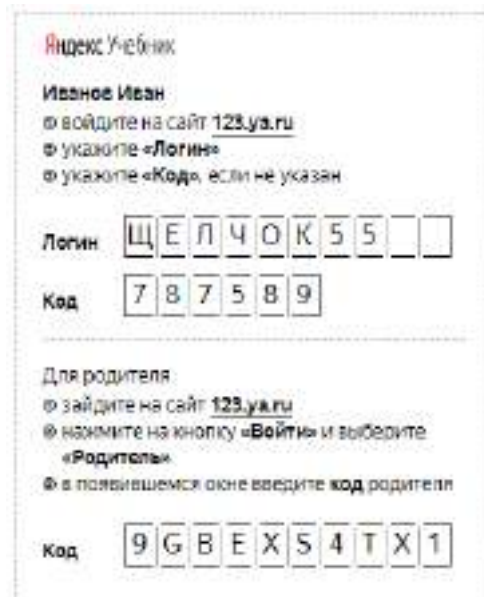 Яндекс Учебник
Иванов Иван
войдите на сайт 123.ya.ru
укажите «Логин»
укажите «Код», если не указан
Логин ЩЕЛЧОК55
Код 787589
Для родителя
зайдите на сайт 123.ya.ru
нажмите на кнопку «Войти» и выберите
«Родитель»
в появившемся окне введите код родителя
Код 9GBEXS4TX1